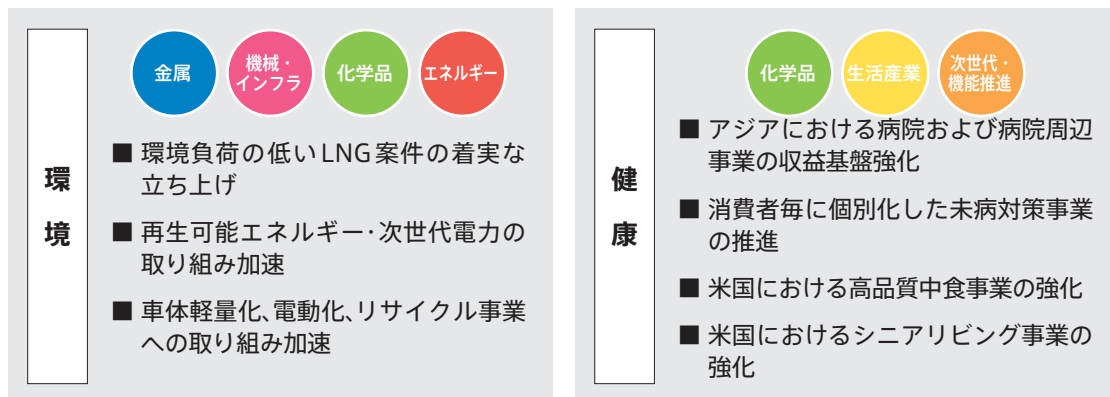 環境
金属
機械・
インフラ
化学品
エネルギー
■ 環境負荷の低いLNG案件の着実な
立ち上げ
■ 再生可能エネルギー・次世代電力の
取り組み加速
■ 車体軽量化、電動化、リサイクル事業
への取り組み加速
健康
化学品
生活産業
次世代・
機能推進
■ アジアにおける病院および病院周辺
事業の収益基盤強化
■ 消費者毎に個別化した未病対策事業
の推進
■ 米国における高品質中食事業の強化
■ 米国におけるシニアリビング事業の
強化